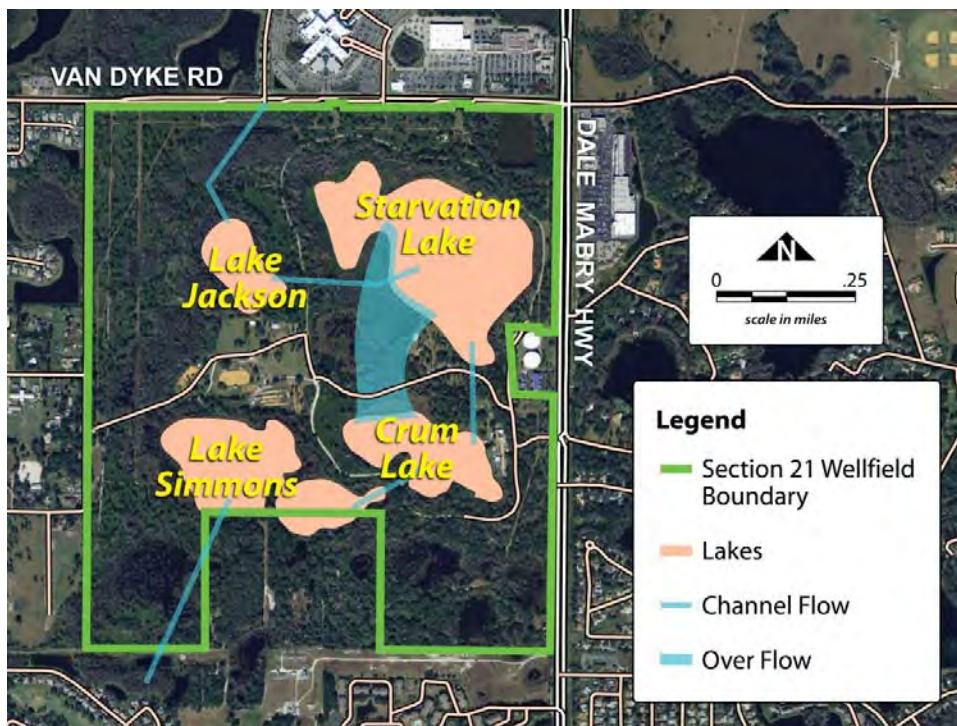 VAN DYKE RD
DALE MABRY HWY
Starvation
Lake
Lake
Jackson
N
0 .25
scale in miles
Lake
Simmons
Crum
Lake
Legend
Section 21 Wellfield
Boundary
Lakes
Channel Flow
Over Flow